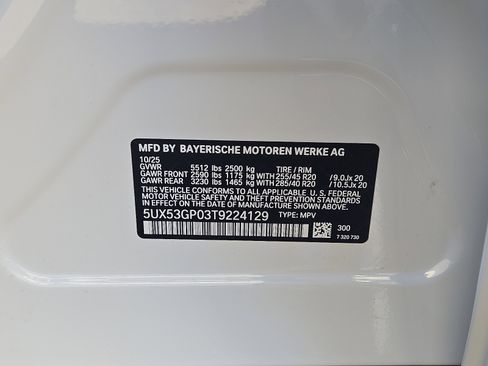 MFD BY BAYERISCHE MOTOREN WERKE AG
10/25
GVWR 5512 lbs 2500 kg TIRE / RIM
GAWR FRONT 2590 lbs 1175 kg WITH 255/45 R20 /9.0Jx 20
GAWR REAR 3230 lbs 1465 kg WITH 285/40 R20 /10.5Jx 20
THIS VEHICLE CONFORMS TO ALL APPLICABLE U. S. FEDERAL
MOTOR VEHICLE SAFETY AND THEFT PREVENTION STANDARDS IN
EFFECT ON THE DATE OF MANUFACTURE SHOWN ABOVE.
5UX53GP03T9224129 TYPE: MPV
300
7 320 730